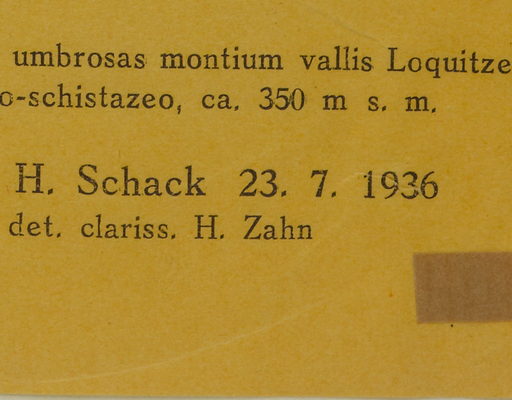 umbrosas montium vallis Loquitze
o-schistazeo, ca. 350 m s. m.
H. Schack 23. 7. 1936
det. clariss. H. Zahn